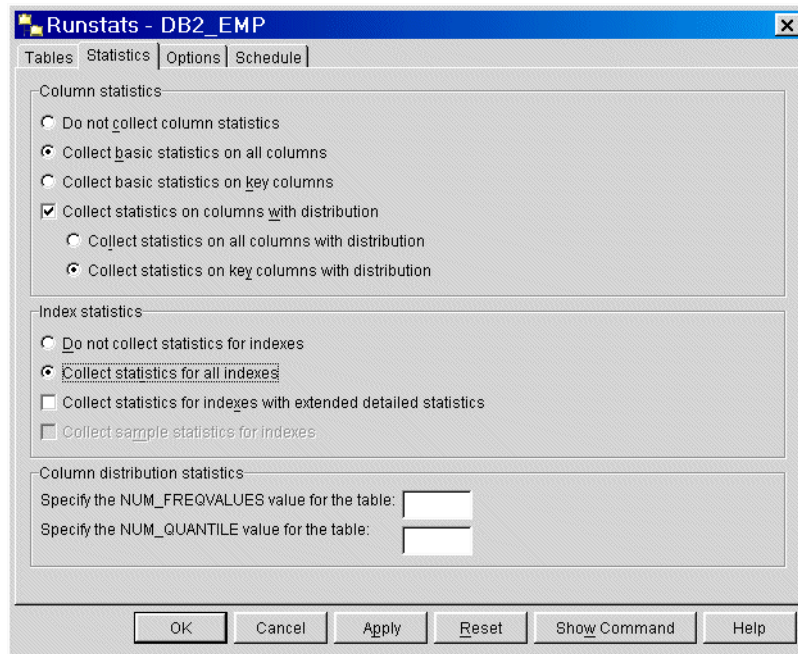 Runstats - DB2_EMP
Tables Statistics Options Schedule
Column statistics
Do not collect column statistics
Collect basic statistics on all columns
Collect basic statistics on key columns
Collect statistics on columns with distribution
Collect statistics on all columns with distribution
Collect statistics on key columns with distribution
Index statistics
Do not collect statistics for indexes
Collect statistics for all indexes
Collect statistics for indexes with extended detailed statistics
Collect sample statistics for indexes
Column distribution statistics
Specify the NUM_FREQVALUES value for the table:
Specify the NUM_QUANTILE value for the table:
OK Cancel Apply Reset Show Command Help